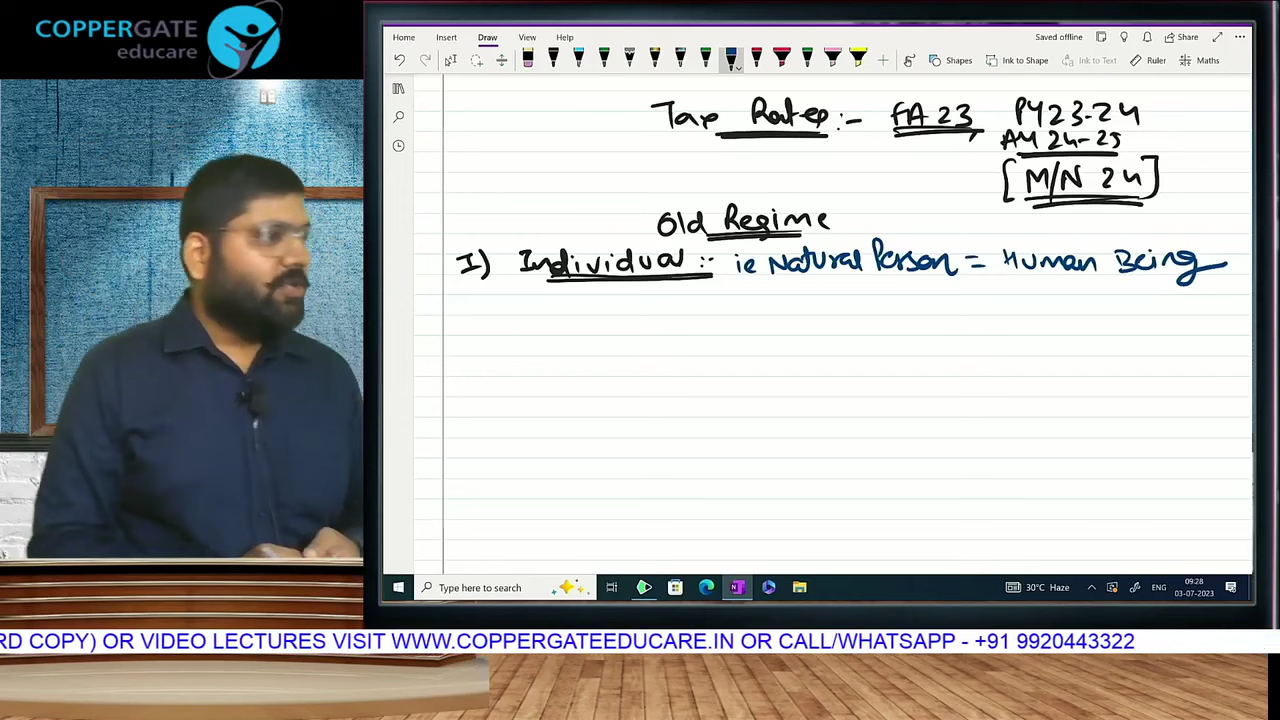 COPPERGATE
educare
Home Insert Draw View Help
Saved offline
Share
Shapes
Ink to Shape
Ink to Text
Ruler
Maths
Tax Rates :- FA 23 PY 23-24
AY 24-25
[M/N 24]
Old Regime
I) Individual :- ie Natural Person = Human Being
Type here to search
30°C Haze
ENG
09:28
03-07-2023
RD COPY) OR VIDEO LECTURES VISIT WWW.COPPERGATEEDUCARE.IN OR CALL/WHATSAPP - +91 9920443322